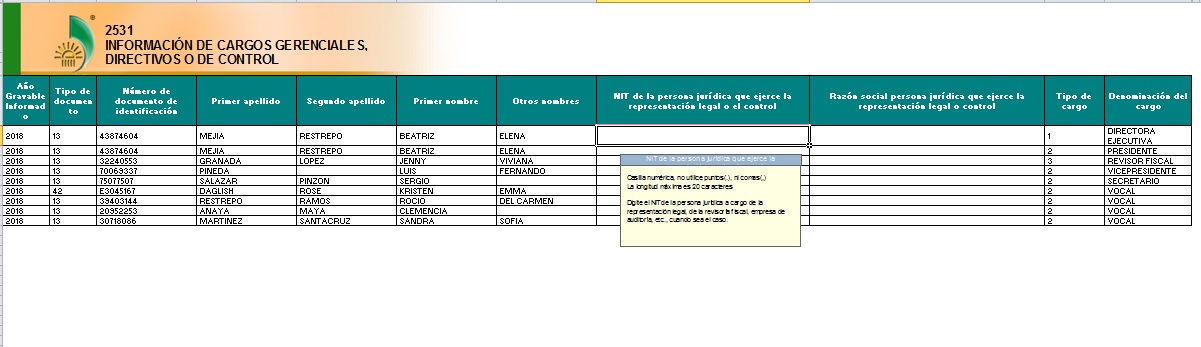 ®
2531
INFORMACIÓN DE CARGOS GERENCIALES,
DIRECTIVOS O DE CONTROL
Año Gravable Informado Tipo de documento Número de documento de identificación Primer apellido Segundo apellido Primer nombre Otros nombres NIT de la persona jurídica que ejerce la representación legal o el control Razón social persona jurídica que ejerce la representación legal o control Tipo de cargo Denominación del cargo
2018 13 43874604 MEJIA RESTREPO BEATRIZ ELENA 1 DIRECTORA EJECUTIVA
2018 13 43874604 MEJIA RESTREPO BEATRIZ ELENA 2 PRESIDENTE
2018 13 32240553 GRANADA LOPEZ JENNY VIVIANA 3 REVISOR FISCAL
2018 13 70069337 PINEDA LUIS FERNANDO 2 VICEPRESIDENTE
2018 13 75077507 SALAZAR PINZON SERGIO 2 SECRETARIO
2018 42 E3045167 DAGLISH ROSE KRISTEN EMMA 2 VOCAL
2018 13 39403144 RESTREPO RAMOS ROCIO DEL CARMEN 2 VOCAL
2018 13 20952253 ANAYA MAYA CLEMENCIA 2 VOCAL
2018 13 30718086 MARTINEZ SANTACRUZ SANDRA SOFIA 2 VOCAL
NIT de la persona jurídica que ejerce la
Casilla numérica, no utilice puntos(.), ni comas(,)
La longitud máxima es 20 caracteres
Digite el NIT de la persona jurídica a cargo de la
representación legal, de la revisoría fiscal, empresa de
auditoría, etc., cuando sea el caso.